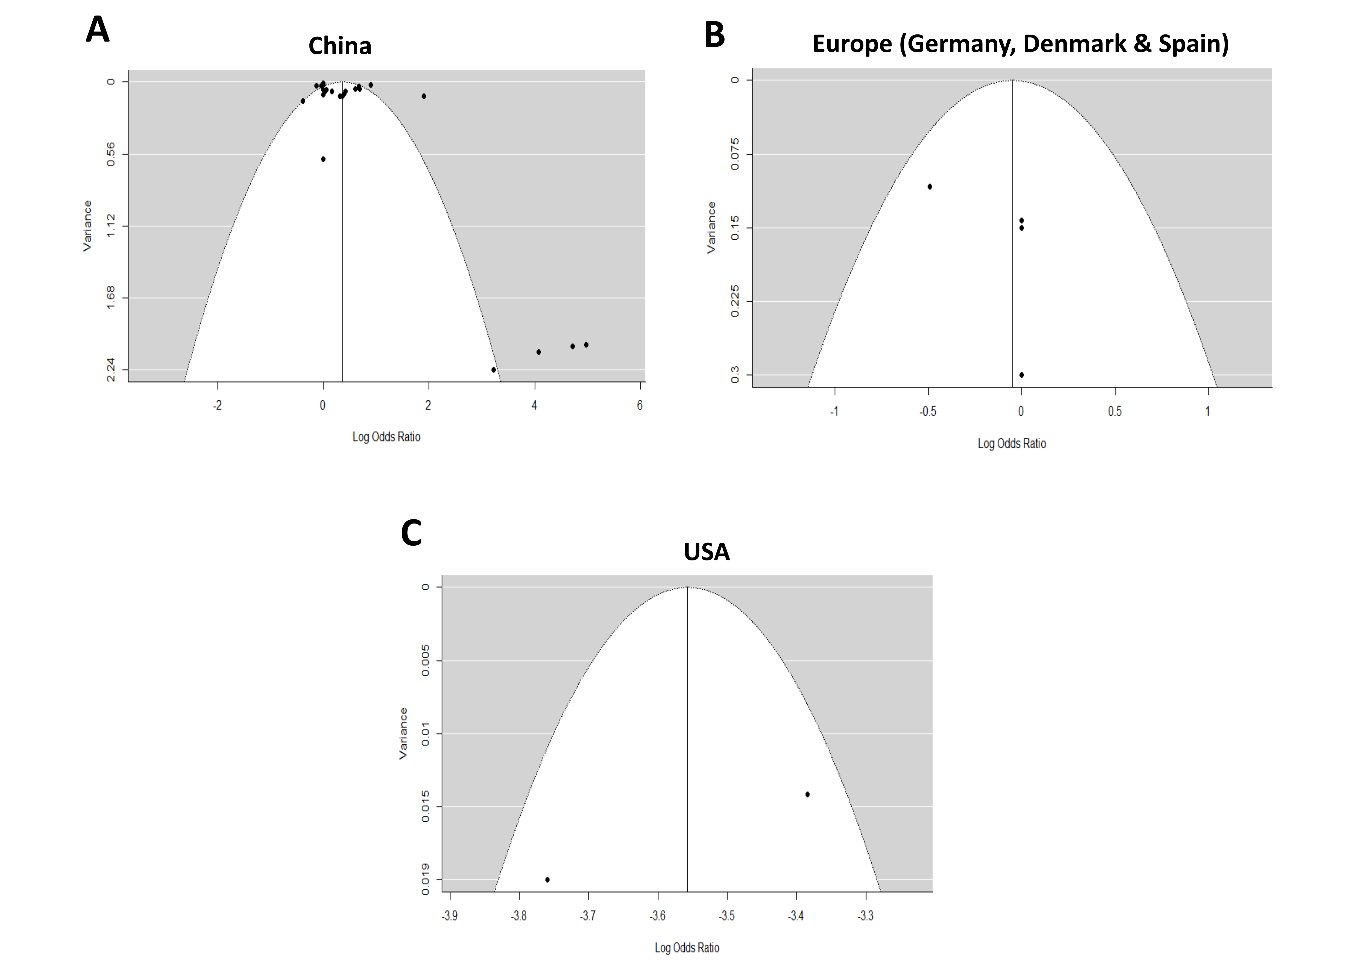 A
China
0
0.56
1.12
1.68
2.24
Variance
-2
0
2
4
6
Log Odds Ratio
B
Europe (Germany, Denmark & Spain)
0
0.075
0.15
0.225
0.3
Variance
-1
-0.5
0
0.5
1
Log Odds Ratio
C
USA
0
0.005
0.01
0.015
0.019
Variance
-3.9
-3.8
-3.7
-3.6
-3.5
-3.4
-3.3
Log Odds Ratio